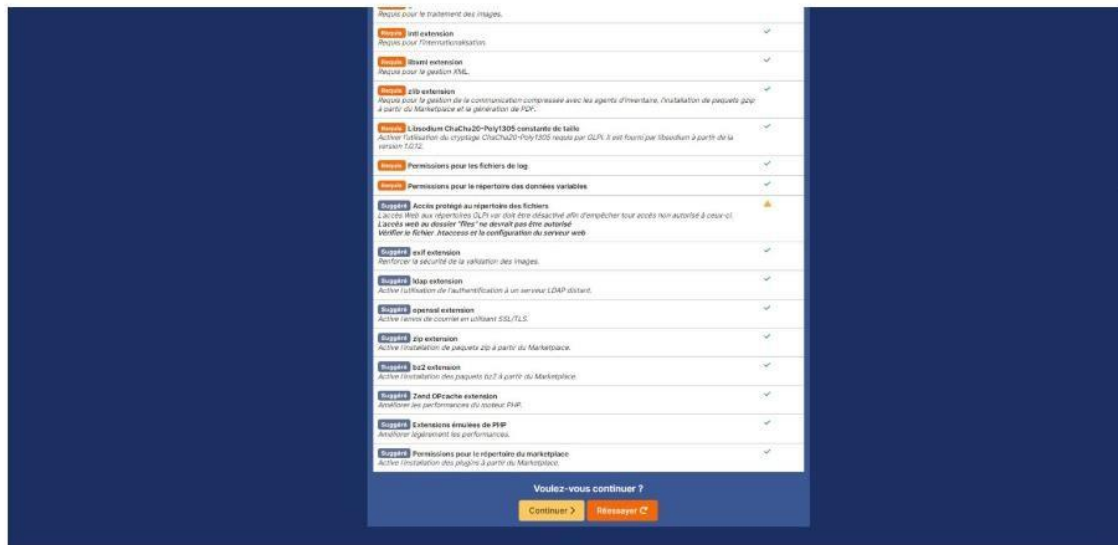 Requis pour le traitement des images.
Requis intl extension
Requis pour l'internationalisation.
Requis libxml extension
Requis pour la gestion XML.
Requis zlib extension
Requis pour la gestion de la communication compressée avec les agents d'inventaire, l'installation de paquets gzip
à partir du Marketplace et la génération de PDF.
Requis Libsodium ChaCha20-Poly1305 constante de taille
Activer l'utilisation du cryptage ChaCha20-Poly1305 requis par GLPI. Il est fourni par libsodium à partir de la
version 1.0.12.
Requis Permissions pour les fichiers de log
Requis Permissions pour le répertoire des données variables
Suggéré Accès protégé au répertoire des fichiers
L'accès Web aux répertoires GLPI var doit être désactivé afin d'empêcher tout accès non autorisé à ceux-ci.
L'accès web au dossier "files" ne devrait pas être autorisé
Vérifier le fichier .htaccess et la configuration du serveur web
Suggéré exif extension
Renforcer la sécurité de la validation des images.
Suggéré ldap extension
Active l'utilisation de l'authentification à un serveur LDAP distant.
Suggéré openssl extension
Active l'envoi de courriel en utilisant SSL/TLS.
Suggéré zip extension
Active l'installation de paquets zip à partir du Marketplace.
Suggéré bz2 extension
Active l'installation des paquets bz2 à partir du Marketplace.
Suggéré Zend OPcache extension
Améliorer les performances du moteur PHP.
Suggéré Extensions émulées de PHP
Améliorer légèrement les performances.
Suggéré Permissions pour le répertoire du marketplace
Active l'installation des plugins à partir du Marketplace.
Voulez-vous continuer ?
Continuer
Réessayer